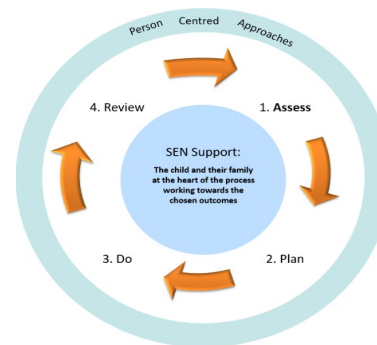 Person Centred Approaches
4. Review
1. Assess
SEN Support:
The child and their family
at the heart of the process
working towards the
chosen outcomes
3. Do
2. Plan